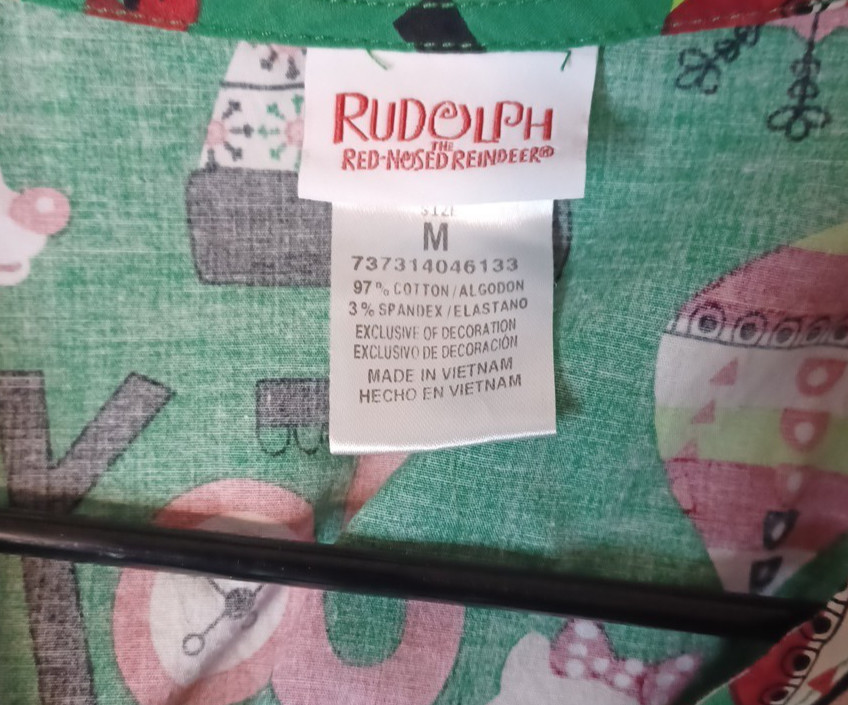 RUDOLPH
THE
RED-NOSED REINDEER®
SIZE
M
737314046133
97% COTTON/ALGODON
3% SPANDEX/ELASTANO
EXCLUSIVE OF DECORATION
EXCLUSIVO DE DECORACIÓN
MADE IN VIETNAM
HECHO EN VIETNAM